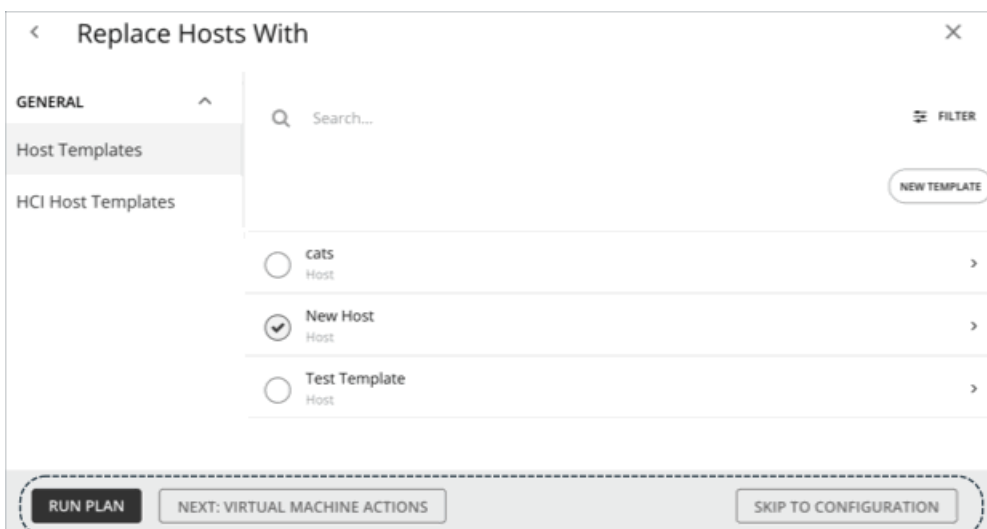 Replace Hosts With
GENERAL
Host Templates
HCI Host Templates
Search...
FILTER
NEW TEMPLATE
cats
Host
New Host
Host
Test Template
Host
RUN PLAN
NEXT: VIRTUAL MACHINE ACTIONS
SKIP TO CONFIGURATION